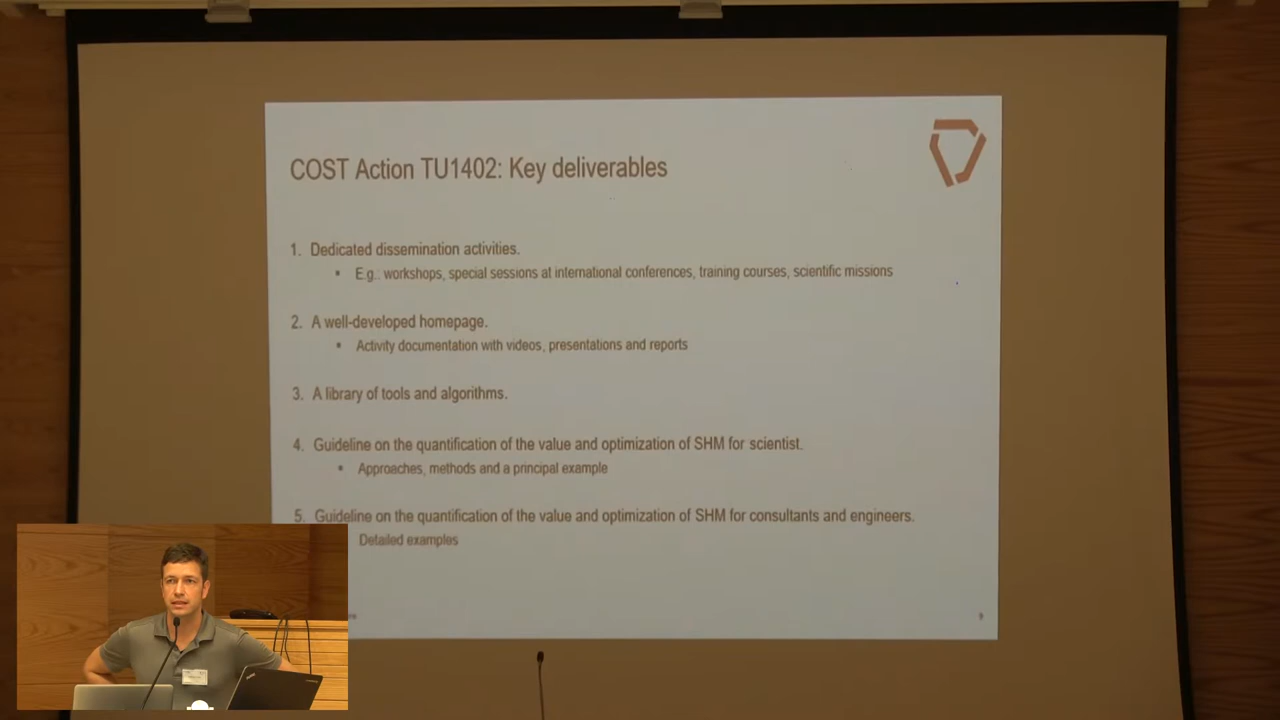 COST Action TU1402: Key deliverables
1. Dedicated dissemination activities.
• E.g.: workshops, special sessions at international conferences, training courses, scientific missions
2. A well-developed homepage.
• Activity documentation with videos, presentations and reports
3. A library of tools and algorithms.
4. Guideline on the quantification of the value and optimization of SHM for scientist.
• Approaches, methods and a principal example
5. Guideline on the quantification of the value and optimization of SHM for consultants and engineers.
Detailed examples